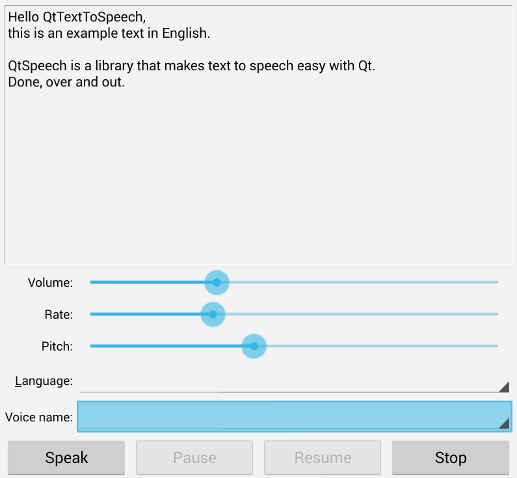 Hello QtTextToSpeech,
this is an example text in English.
QtSpeech is a library that makes text to speech easy with Qt.
Done, over and out.
Volume:
Rate:
Pitch:
Language:
Voice name:
Speak Pause Resume Stop